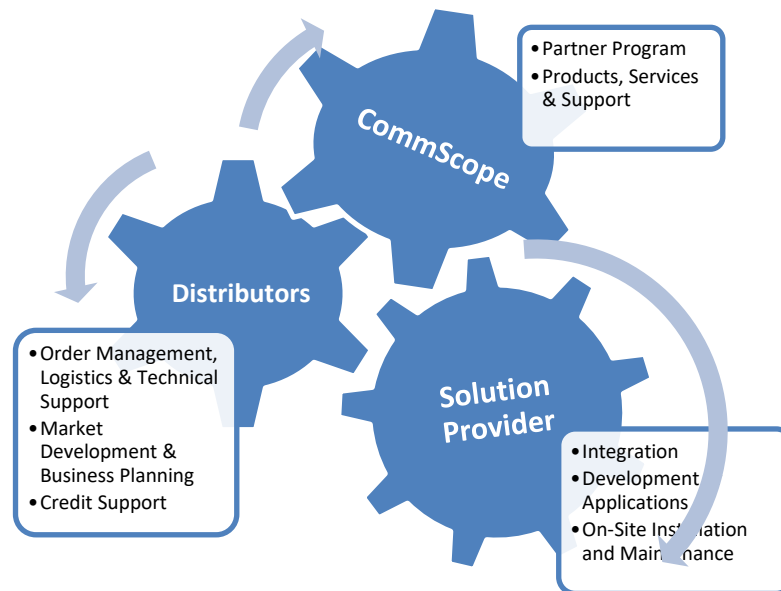 •Partner Program
•Products, Services
& Support
CommScope
Distributors
•Order Management,
Logistics & Technical
Support
•Market
Development &
Business Planning
•Credit Support
Solution
Provider
•Integration
•Development
Applications
•On-Site Installation
and Maintenance